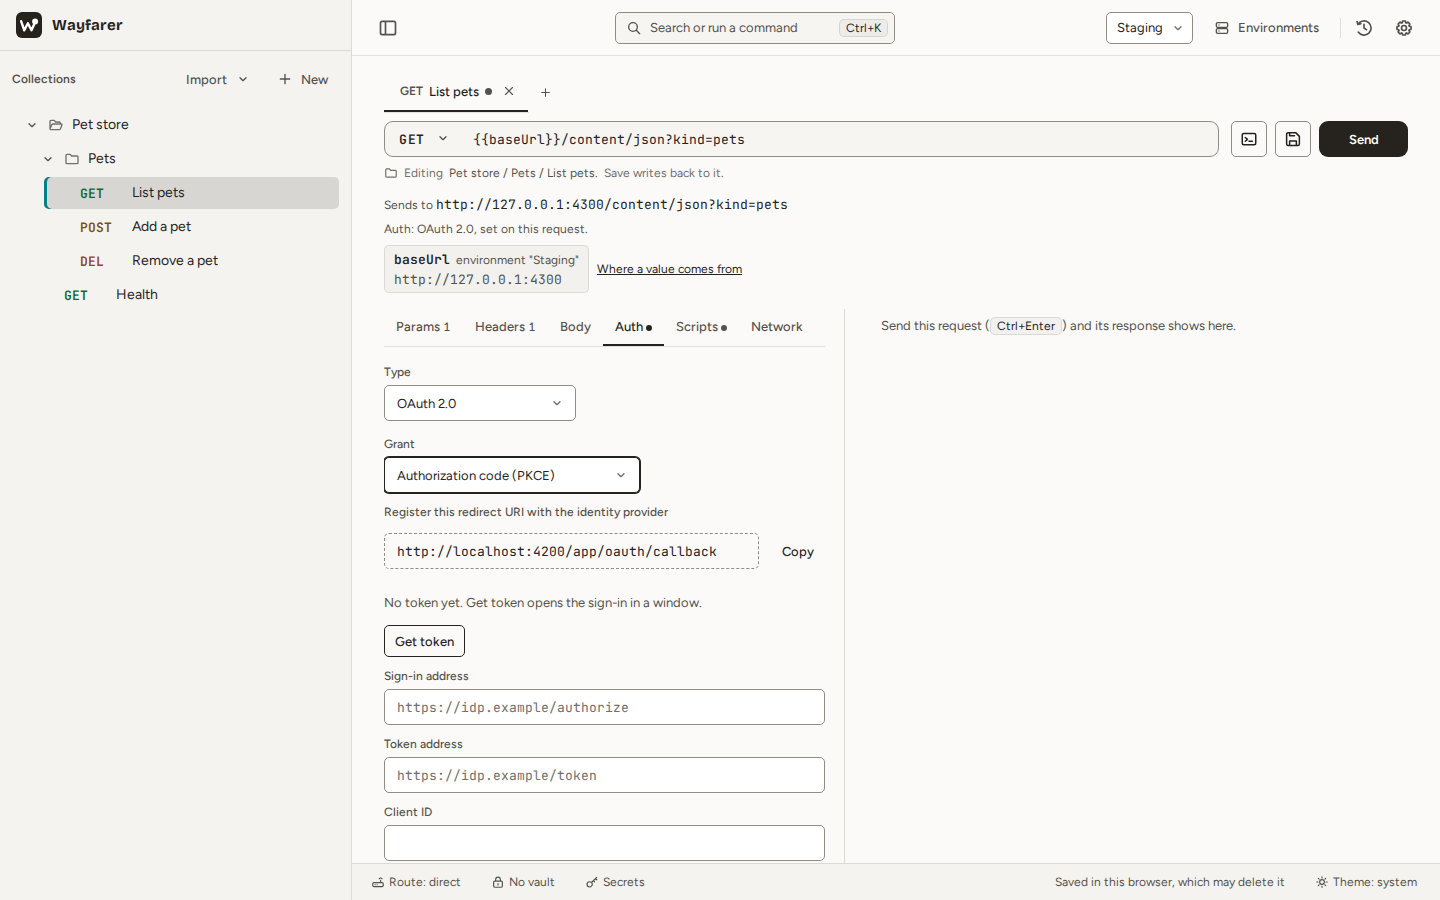 Wayfarer
Search or run a command
Ctrl+K
Staging
Environments
Collections
Import
New
Pet store
Pets
GET List pets
POST Add a pet
DEL Remove a pet
GET Health
GET List pets
GET
{{baseUrl}}/content/json?kind=pets
Send
Editing Pet store / Pets / List pets. Save writes back to it.
Sends to http://127.0.0.1:4300/content/json?kind=pets
Auth: OAuth 2.0, set on this request.
baseUrl environment "Staging"
http://127.0.0.1:4300
Where a value comes from
Params 1
Headers 1
Body
Auth
Scripts
Network
Send this request (Ctrl+Enter) and its response shows here.
Type
OAuth 2.0
Grant
Authorization code (PKCE)
Register this redirect URI with the identity provider
http://localhost:4200/app/oauth/callback
Copy
No token yet. Get token opens the sign-in in a window.
Get token
Sign-in address
https://idp.example/authorize
Token address
https://idp.example/token
Client ID
Route: direct
No vault
Secrets
Saved in this browser, which may delete it
Theme: system